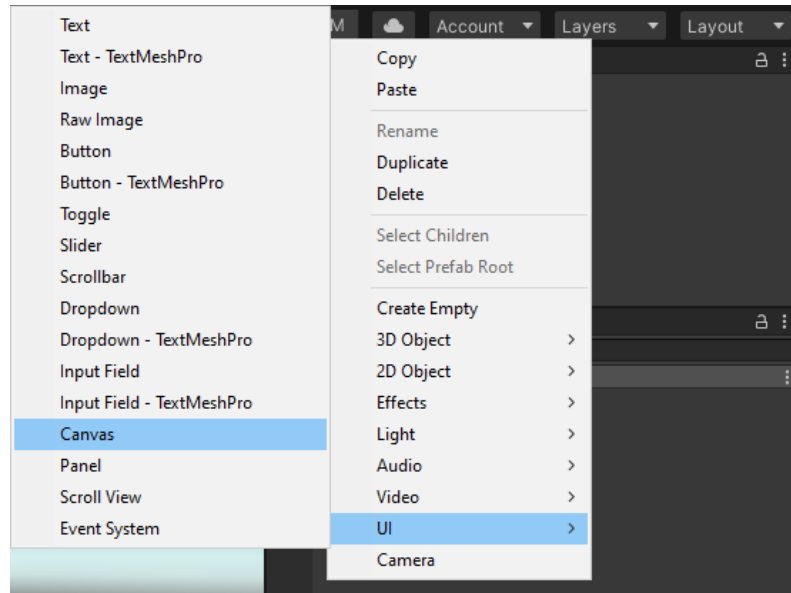 Text
Text - TextMeshPro
Image
Raw Image
Button
Button - TextMeshPro
Toggle
Slider
Scrollbar
Dropdown
Dropdown - TextMeshPro
Input Field
Input Field - TextMeshPro
Canvas
Panel
Scroll View
Event System
M
Account
Layers
Layout
Copy
Paste
Rename
Duplicate
Delete
Select Children
Select Prefab Root
Create Empty
3D Object
2D Object
Effects
Light
Audio
Video
UI
Camera